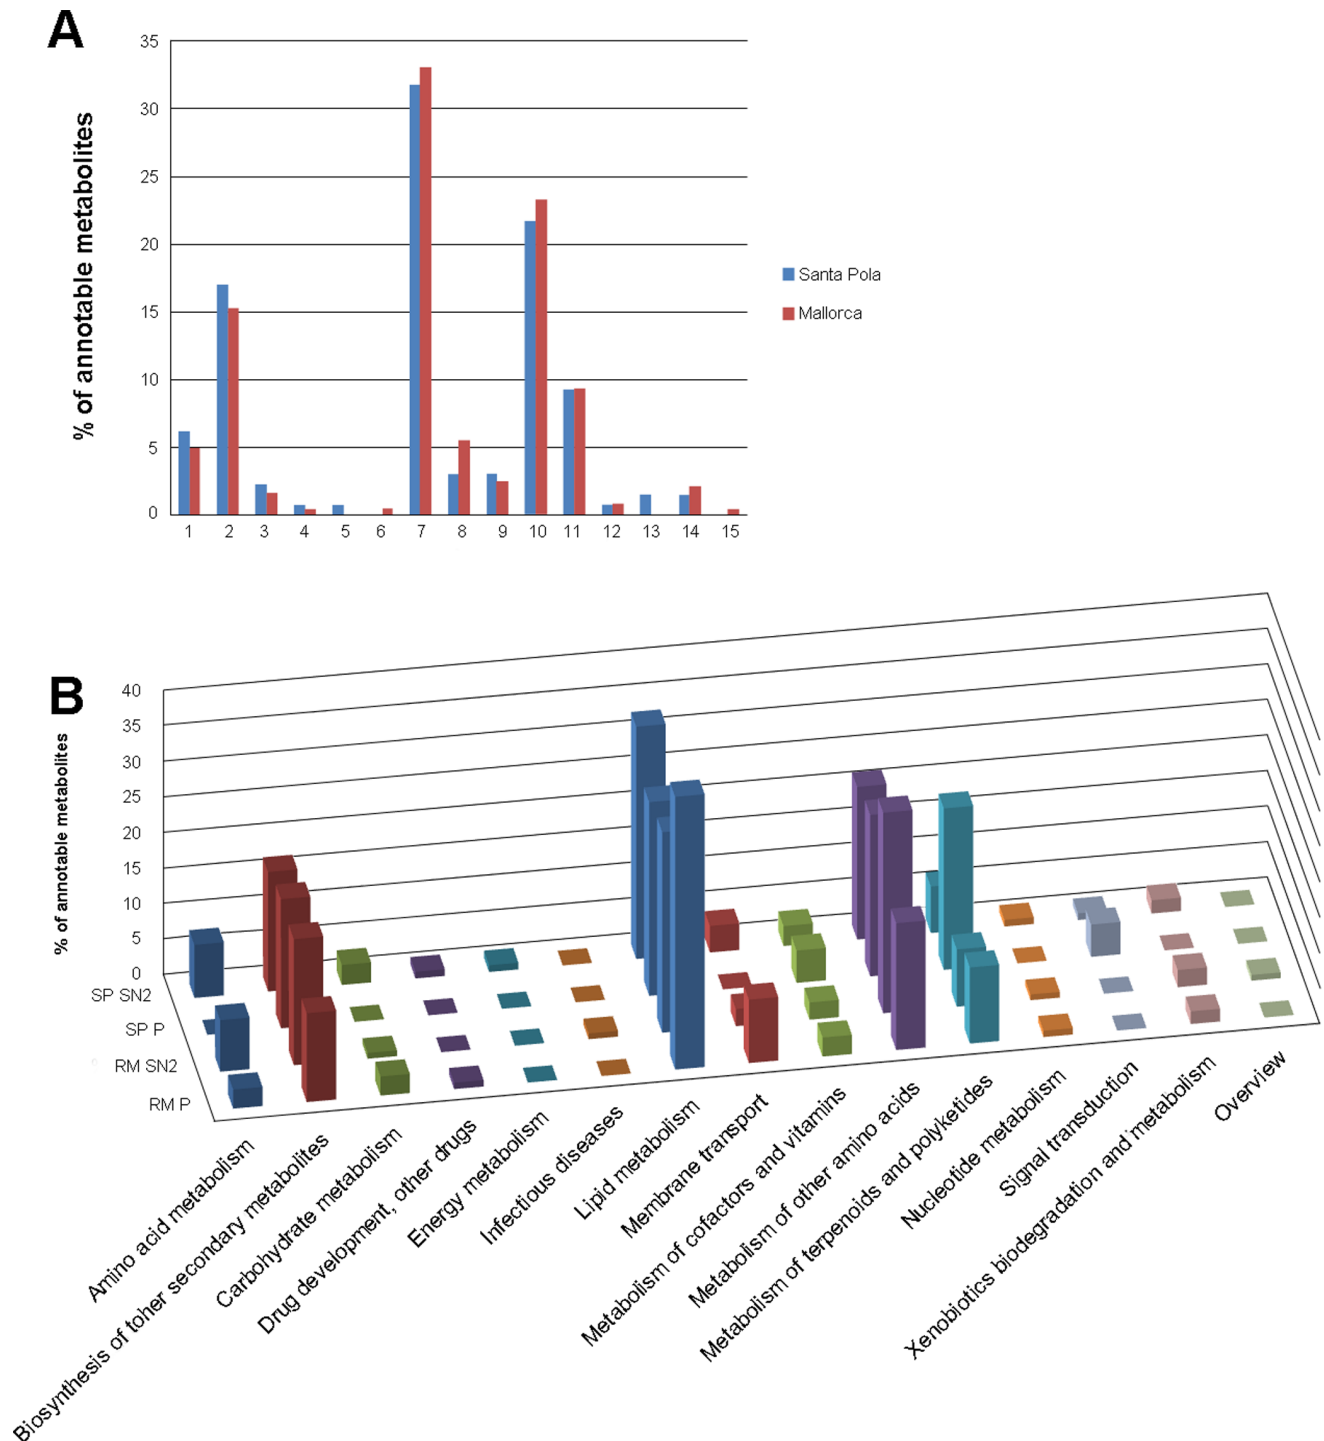 A
% of annotable metabolites
35
30
25
20
15
10
5
0
1 2 3 4 5 6 7 8 9 10 11 12 13 14 15
Santa Pola
Mallorca
B
% of annotable metabolites
40
35
30
25
20
15
10
5
0
SP SN2
SP P
RM SN2
RM P
Amino acid metabolism
Biosynthesis of toher secondary metabolites
Carbohydrate metabolism
Drug development, other drugs
Energy metabolism
Infectious diseases
Lipid metabolism
Membrane transport
Metabolism of cofactors and vitamins
Metabolism of other amino acids
Metabolism of terpenoids and polyketides
Nucleotide metabolism
Signal transduction
Xenobiotics biodegradation and metabolism
Overview